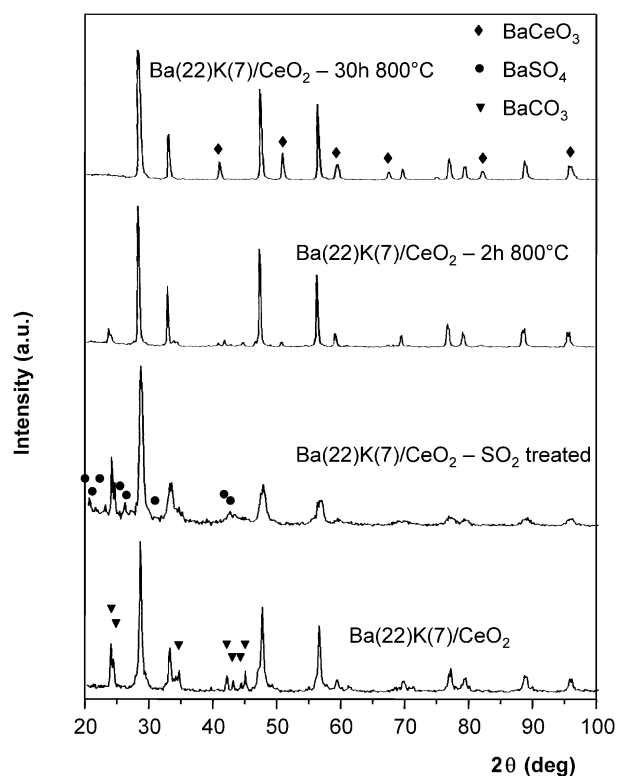 BaCeO₃
Ba(22)K(7)/CeO₂ – 30h 800°C
BaSO₄
BaCO₃
Ba(22)K(7)/CeO₂ – 2h 800°C
Intensity (a.u.)
Ba(22)K(7)/CeO₂ – SO₂ treated
Ba(22)K(7)/CeO₂
20 30 40 50 60 70 80 90 100
2θ (deg)